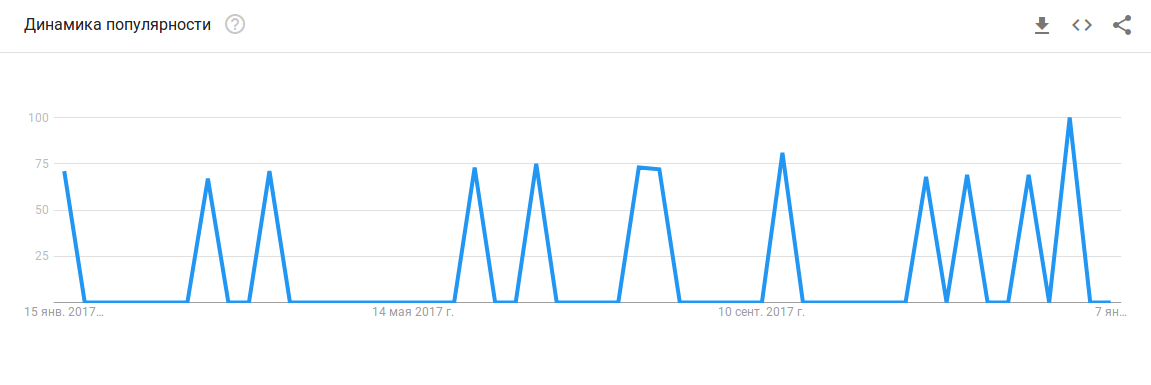 Динамика популярности ?
100
75
50
25
15 янв. 2017…
14 мая 2017 г.
10 сент. 2017 г.
7 ян…